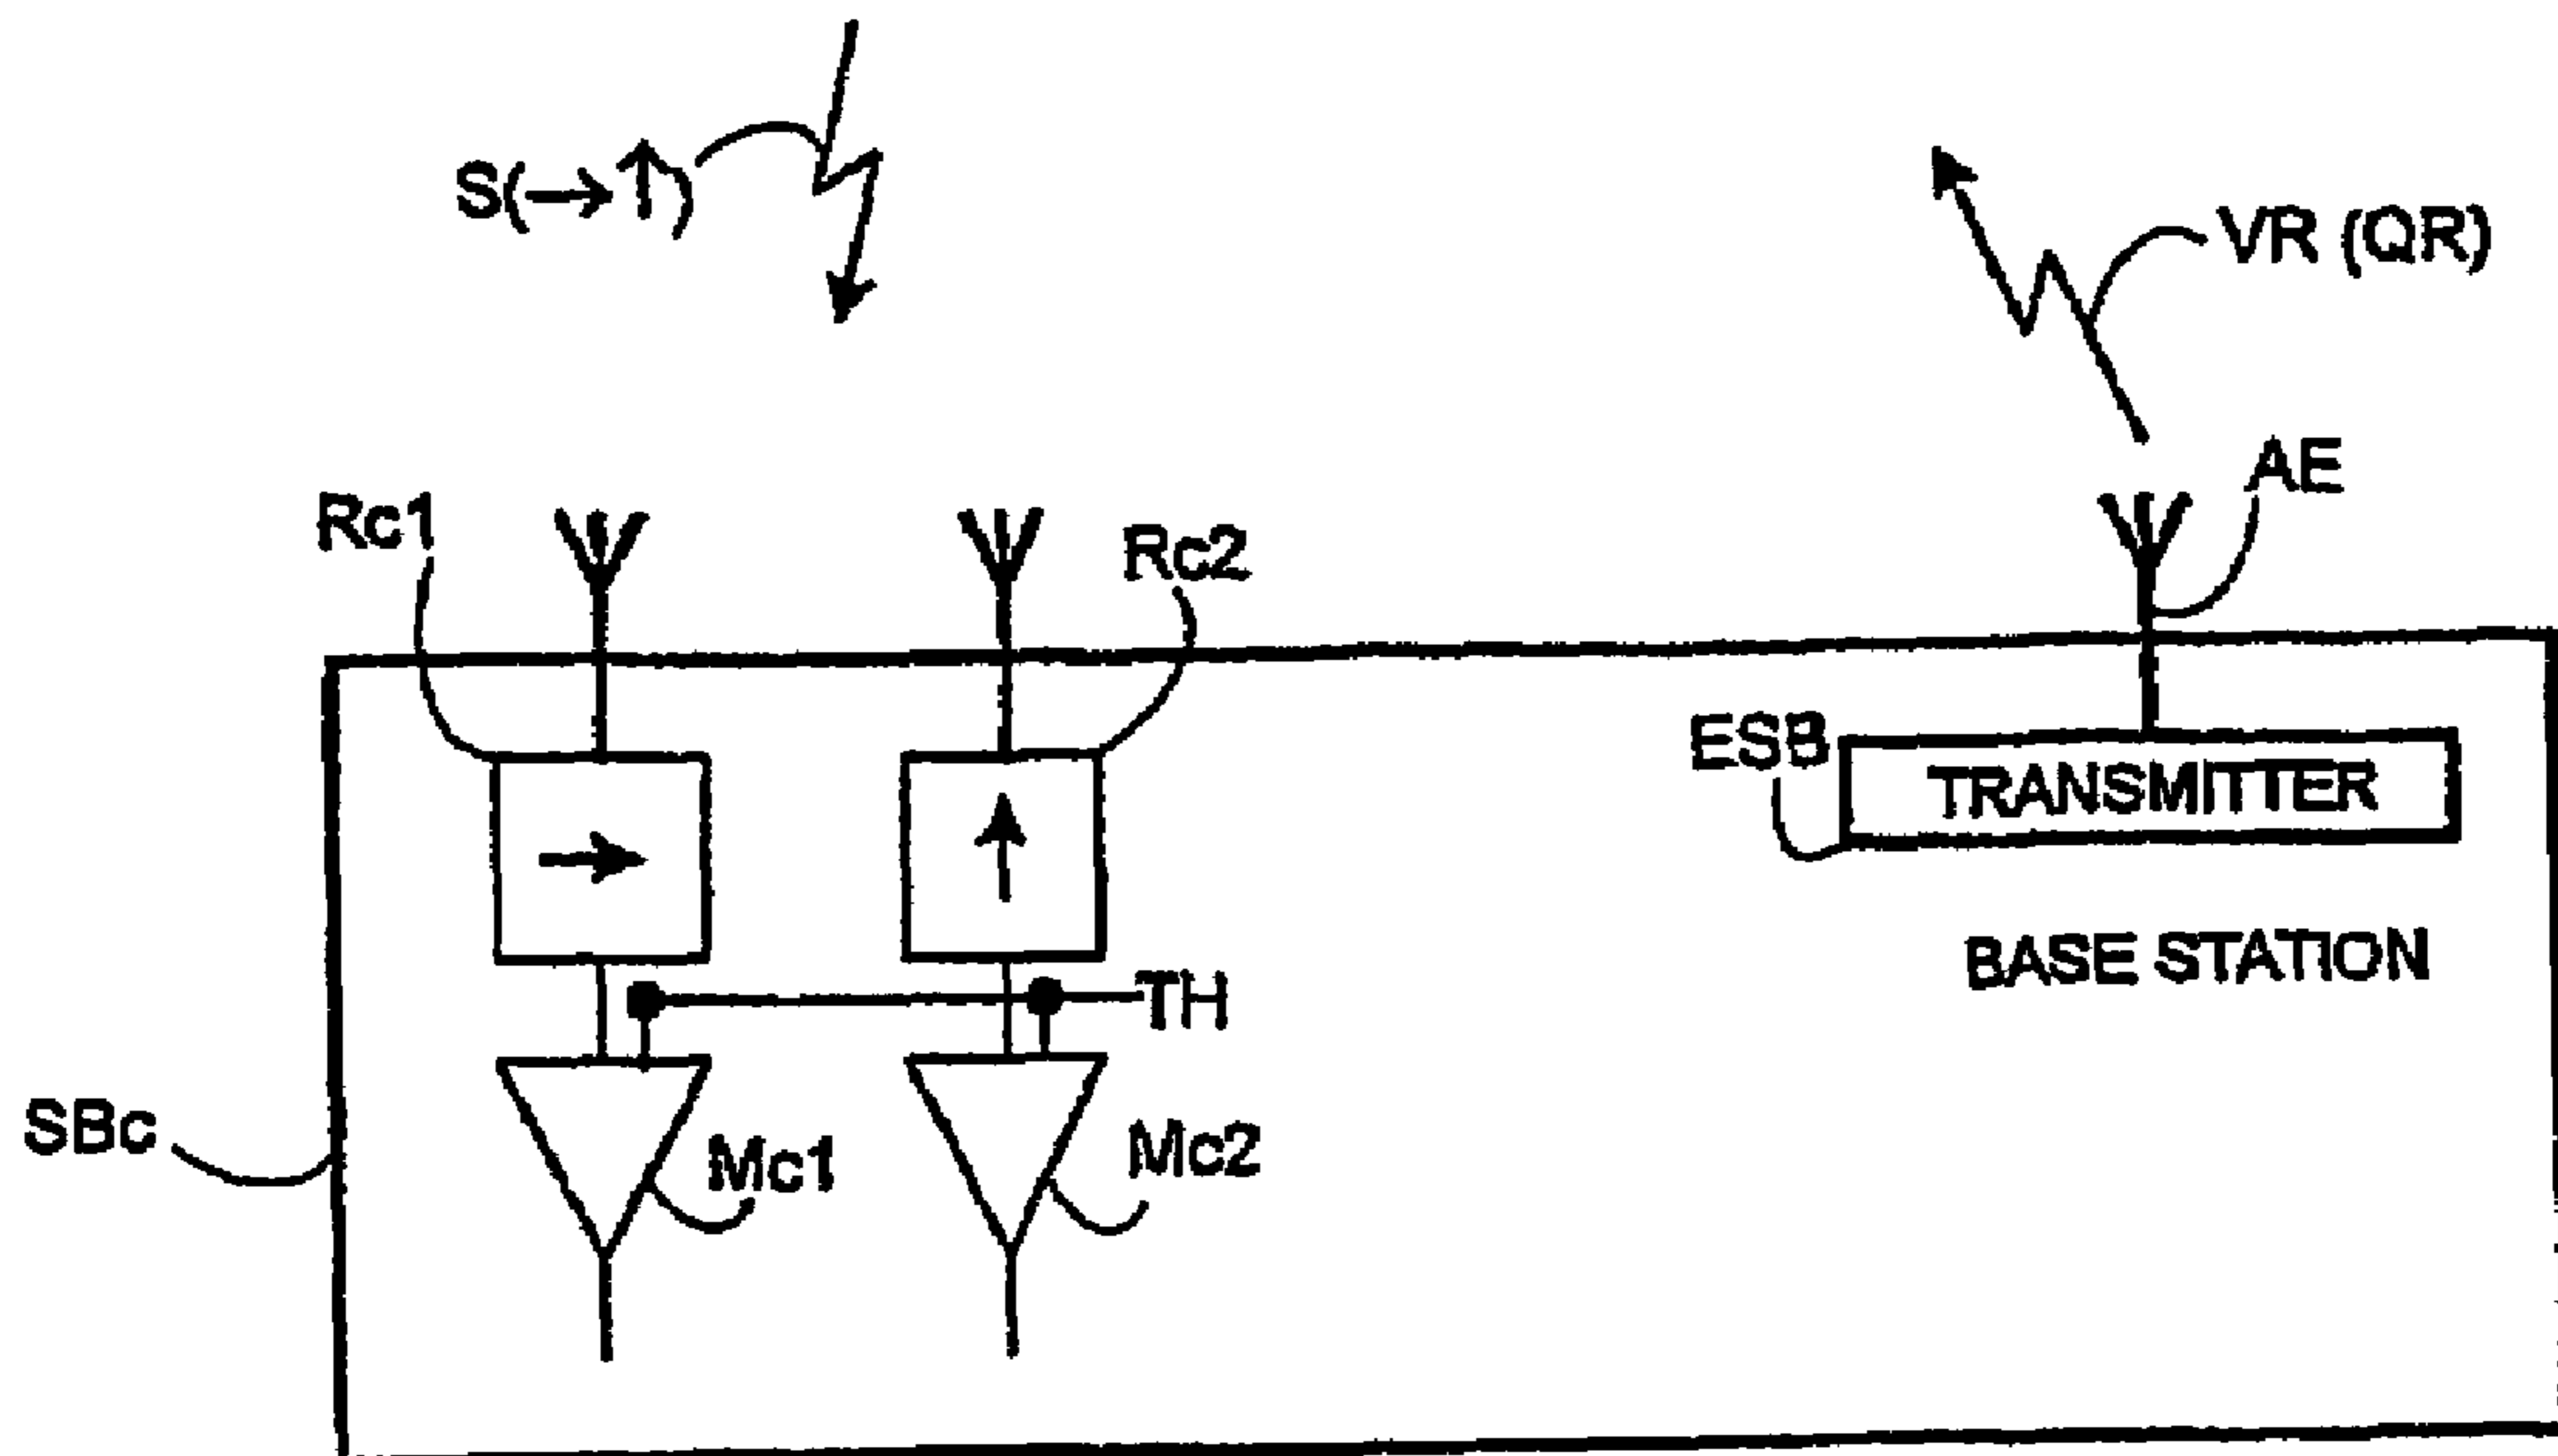 S(→↑)
VR (QR)
AE
Rc1
Rc2
ESB
TRANSMITTER
BASE STATION
TH
SBc
Mc1
Mc2